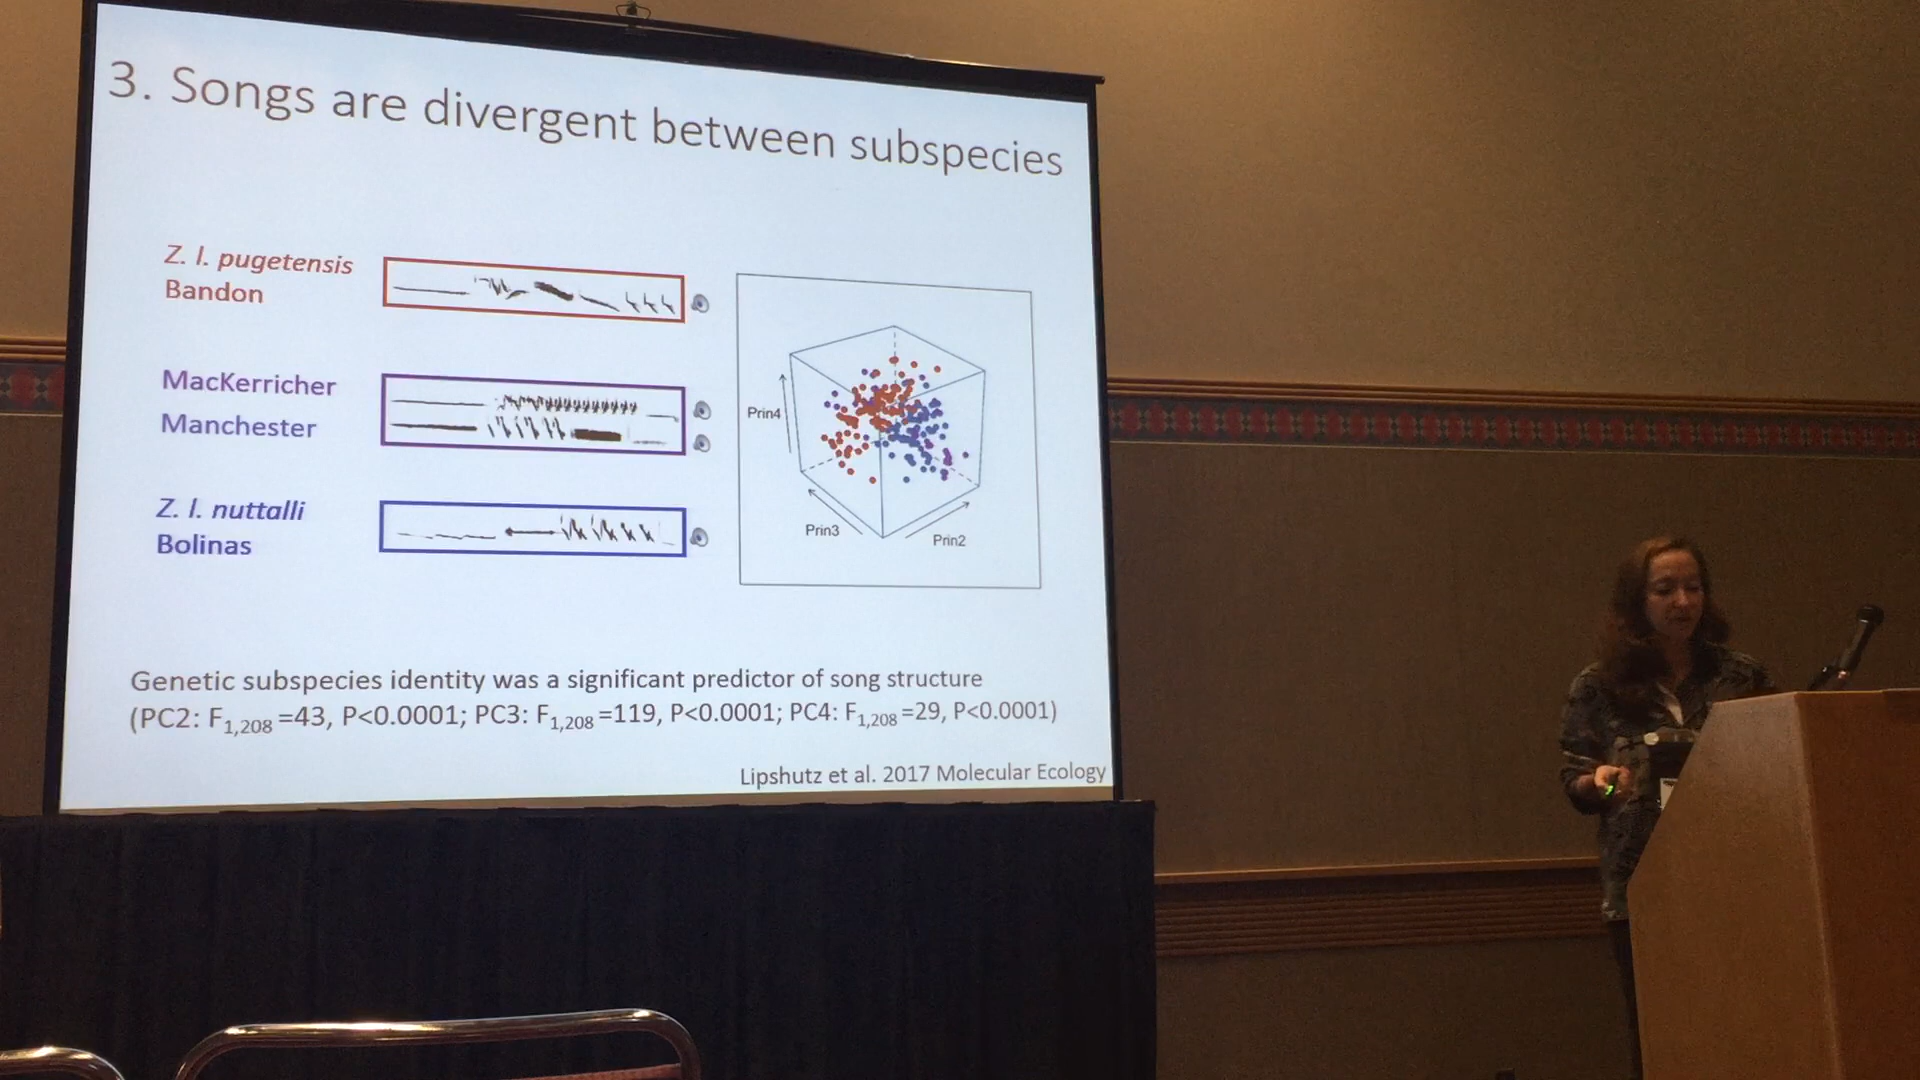 3. Songs are divergent between subspecies
Z. l. pugetensis
Bandon
MacKerricher
Manchester
Z. l. nuttalli
Bolinas
Prin4
Prin3
Prin2
Genetic subspecies identity was a significant predictor of song structure
(PC2: F1,208 =43, P<0.0001; PC3: F1,208 =119, P<0.0001; PC4: F1,208 =29, P<0.0001)
Lipshutz et al. 2017 Molecular Ecology